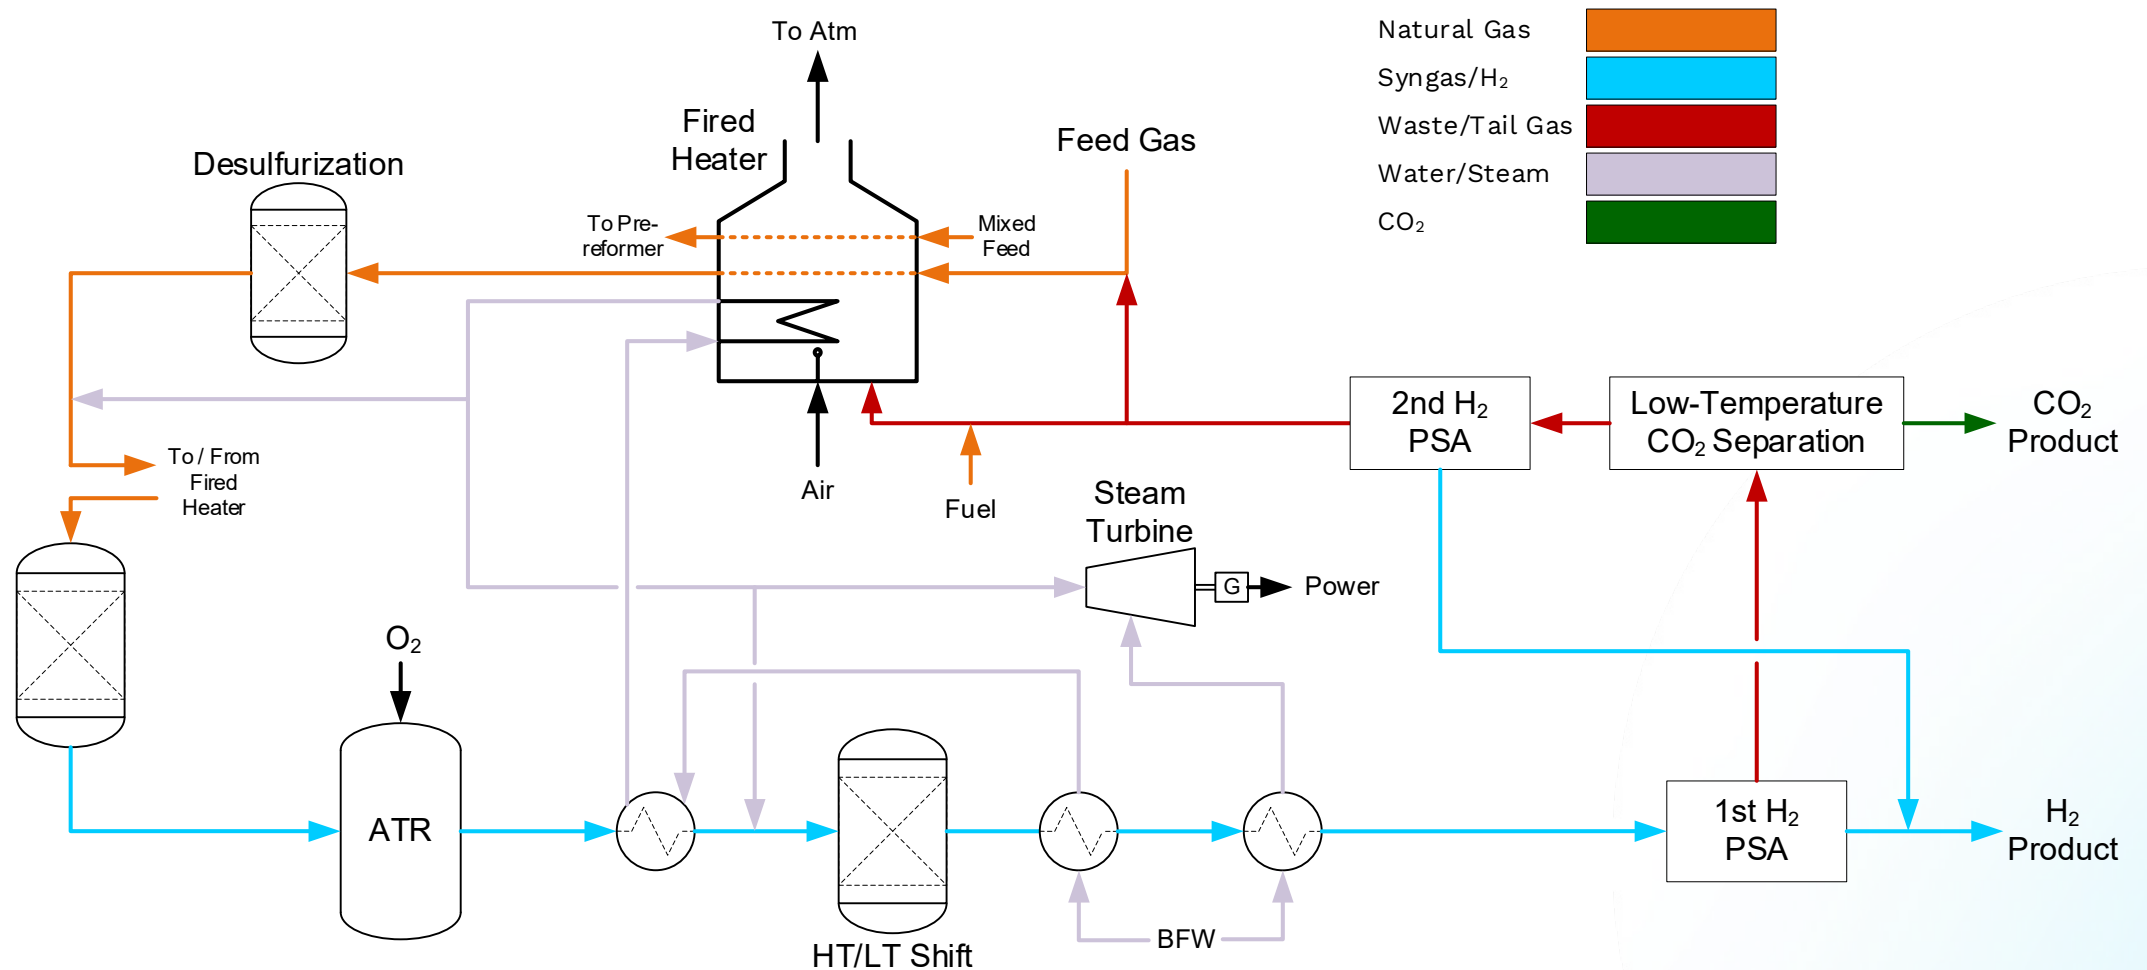 To Atm
Natural Gas
Syngas/H₂
Waste/Tail Gas
Water/Steam
CO₂
Fired
Heater
Feed Gas
Desulfurization
To Pre-
reformer
Mixed
Feed
2nd H₂
PSA
Low-Temperature
CO₂ Separation
CO₂
Product
To / From
Fired
Heater
Air
Fuel
Steam
Turbine
G
Power
O₂
ATR
1st H₂
PSA
H₂
Product
BFW
HT/LT Shift